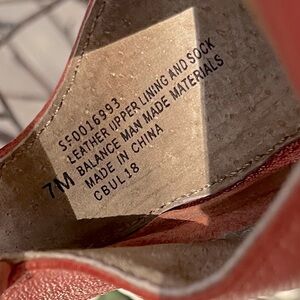 SF0016993
LEATHER UPPER LINING AND SOCK
BALANCE MAN MADE MATERIALS
MADE IN CHINA
7M CBUL18